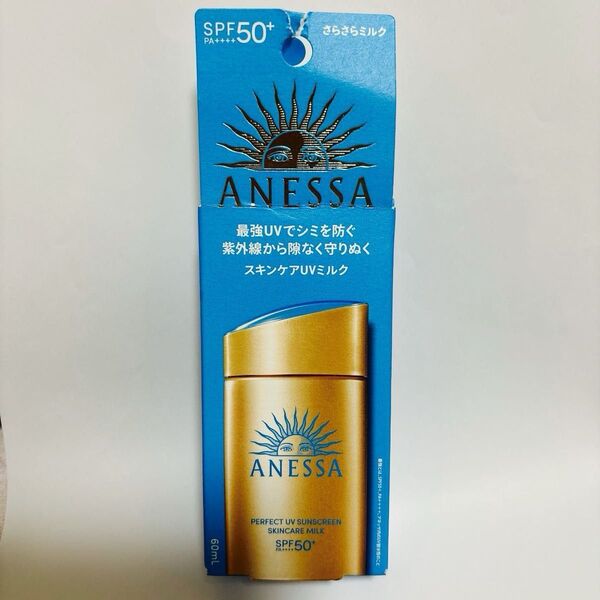 SPF50+
PA++++
さらさらミルク
ANESSA
最強UVでシミを防ぐ
紫外線から隙なく守りぬく
スキンケアUVミルク
ANESSA
PERFECT UV SUNSCREEN
SKINCARE MILK
SPF50+
PA++++
60mL